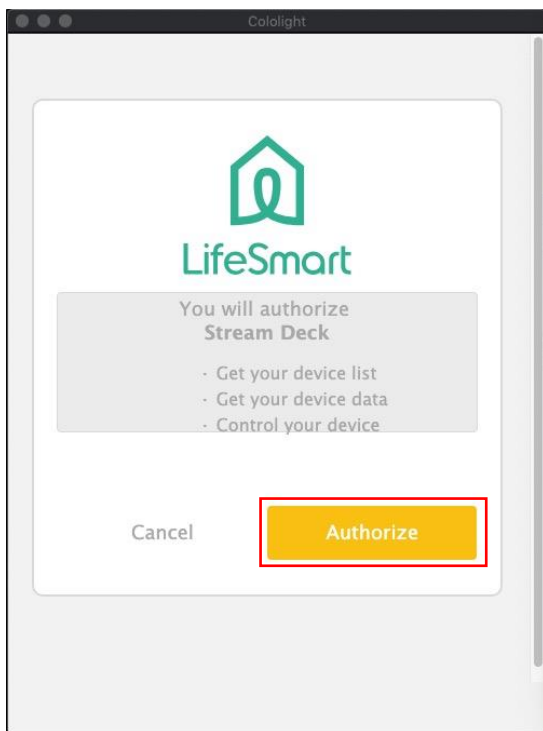 Cololight
LifeSmart
You will authorize
Stream Deck
· Get your device list
· Get your device data
· Control your device
Cancel
Authorize